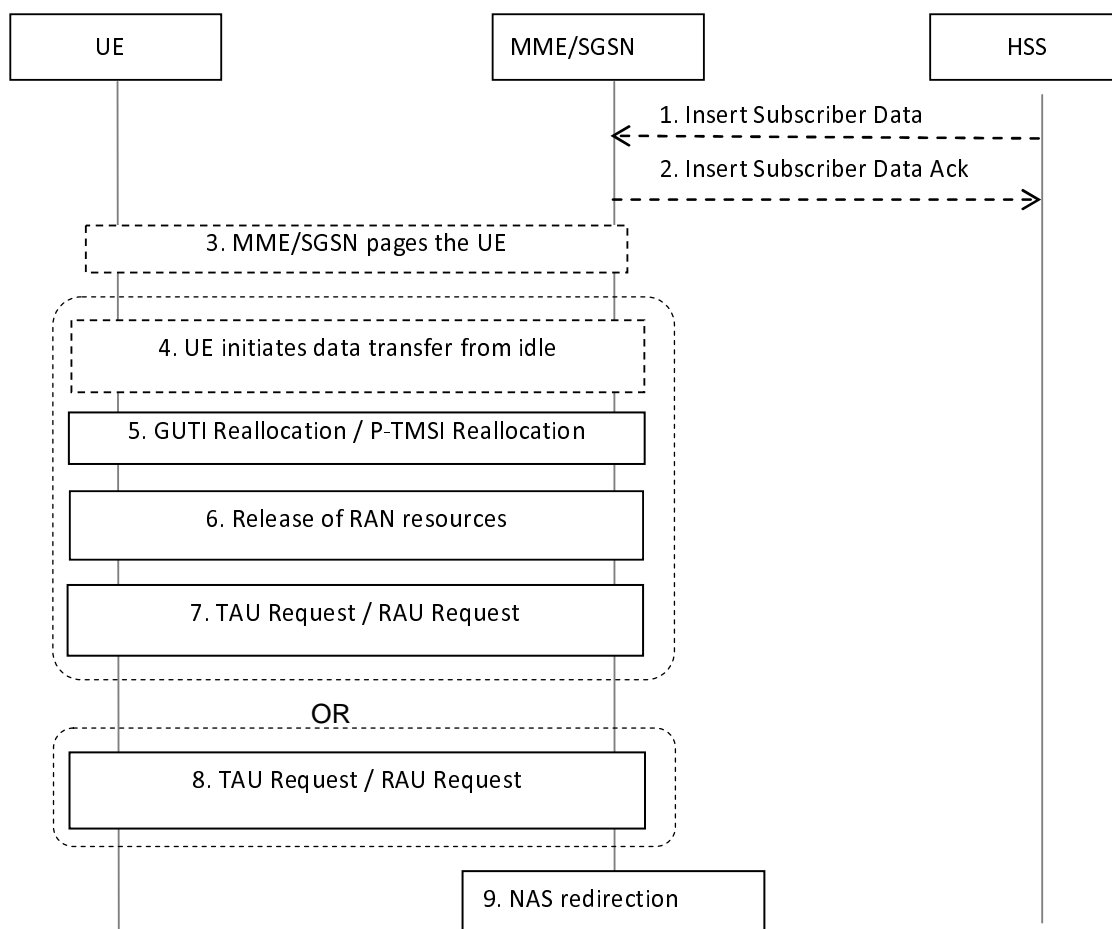 UE
MME/SGSN
HSS
1. Insert Subscriber Data
2. Insert Subscriber Data Ack
3. MME/SGSN pages the UE
4. UE initiates data transfer from idle
5. GUTI Reallocation / P-TMSI Reallocation
6. Release of RAN resources
7. TAU Request / RAU Request
OR
8. TAU Request / RAU Request
9. NAS redirection